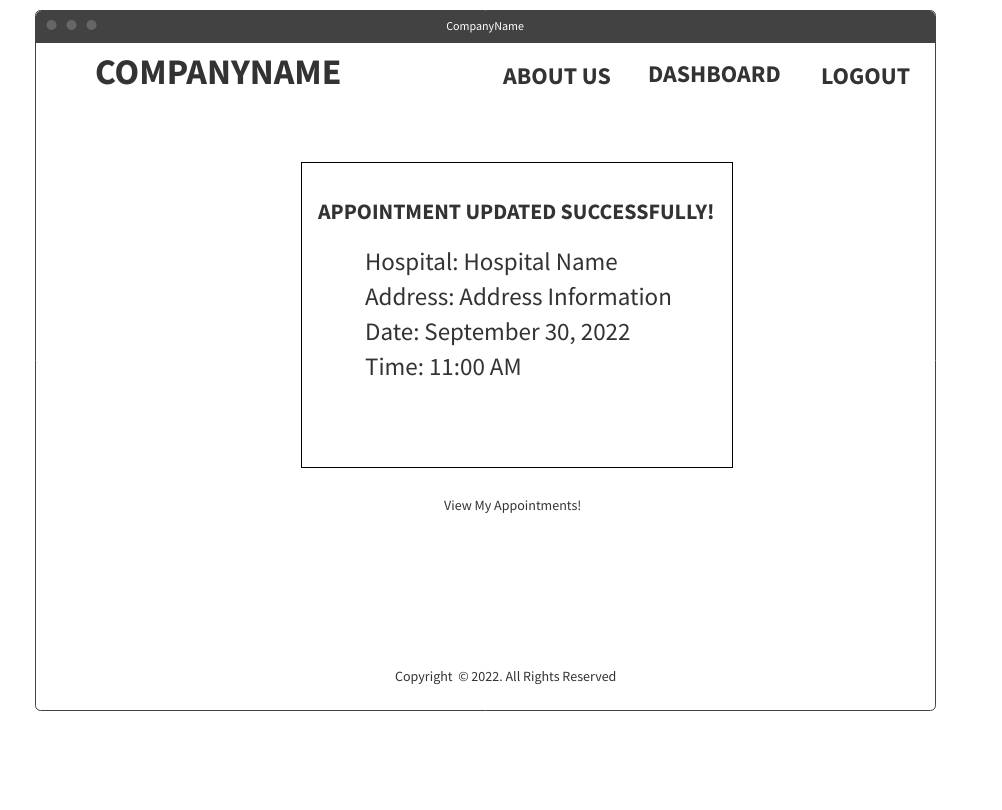 CompanyName
COMPANYNAME ABOUT US DASHBOARD LOGOUT
APPOINTMENT UPDATED SUCCESSFULLY!
Hospital: Hospital Name
Address: Address Information
Date: September 30, 2022
Time: 11:00 AM
View My Appointments!
Copyright © 2022. All Rights Reserved